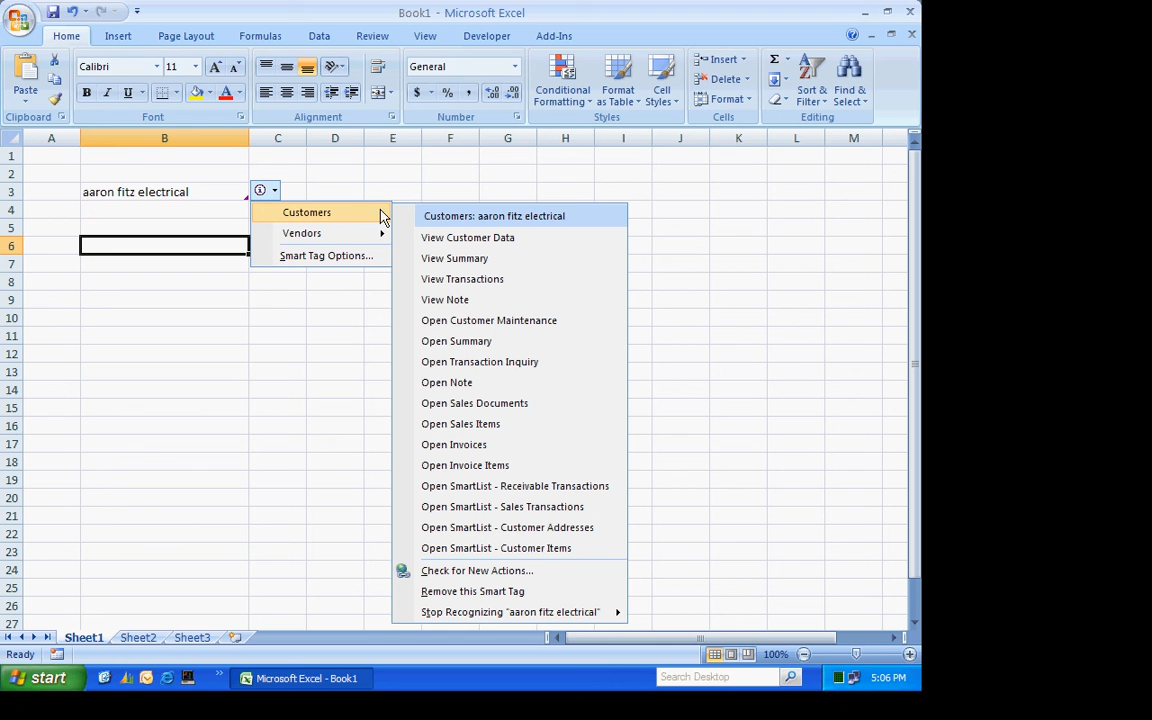 Book1 - Microsoft Excel
Home Insert Page Layout Formulas Data Review View Developer Add-Ins
Paste
Clipboard
Calibri 11
B I U
Font
Alignment
General
$ % ,
Number
Conditional Formatting
Format as Table
Cell Styles
Styles
Insert
Delete
Format
Cells
Sort & Filter
Find & Select
Editing
A B C D E F G H I J K L M
1
2
3 aaron fitz electrical
4
5
6
7
8
9
10
11
12
13
14
15
16
17
18
19
20
21
22
23
24
25
26
27
Customers
Vendors
Smart Tag Options...
Customers: aaron fitz electrical
View Customer Data
View Summary
View Transactions
View Note
Open Customer Maintenance
Open Summary
Open Transaction Inquiry
Open Note
Open Sales Documents
Open Sales Items
Open Invoices
Open Invoice Items
Open SmartList - Receivable Transactions
Open SmartList - Sales Transactions
Open SmartList - Customer Addresses
Open SmartList - Customer Items
Check for New Actions...
Remove this Smart Tag
Stop Recognizing "aaron fitz electrical"
Sheet1 Sheet2 Sheet3
Ready 100%
start Microsoft Excel - Book1 Search Desktop 5:06 PM